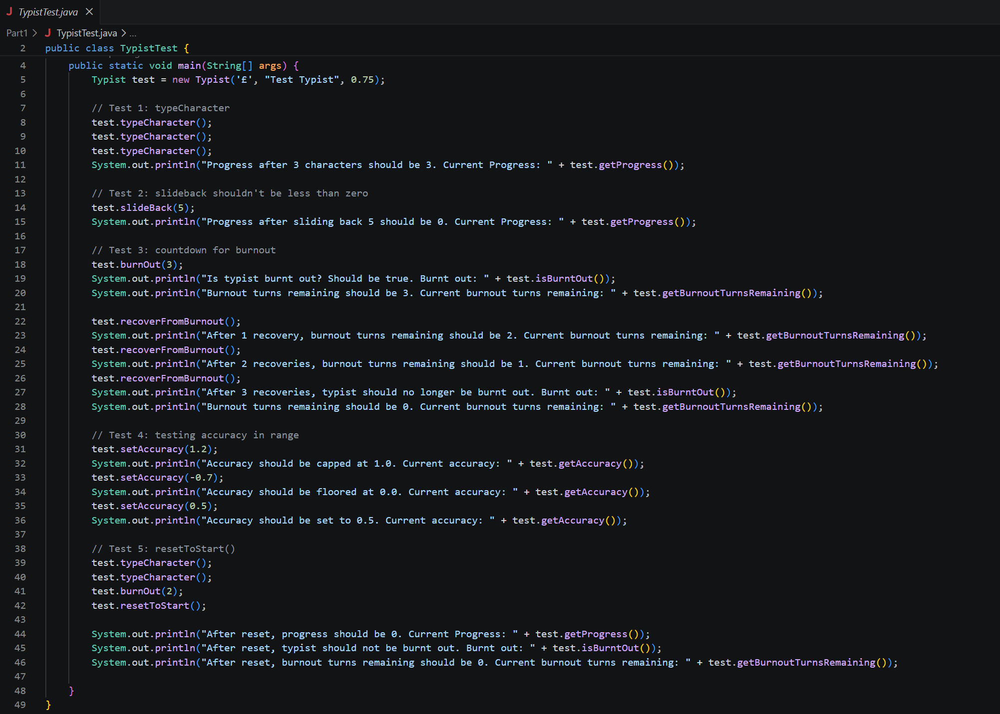 J TypistTest.java ×
Part1 > J TypistTest.java > ...
2 public class TypistTest {
4 public static void main(String[] args) {
5 Typist test = new Typist('£', "Test Typist", 0.75);
6
7 // Test 1: typeCharacter
8 test.typeCharacter();
9 test.typeCharacter();
10 test.typeCharacter();
11 System.out.println("Progress after 3 characters should be 3. Current Progress: " + test.getProgress());
12
13 // Test 2: slideback shouldn't be less than zero
14 test.slideBack(5);
15 System.out.println("Progress after sliding back 5 should be 0. Current Progress: " + test.getProgress());
16
17 // Test 3: countdown for burnout
18 test.burnOut(3);
19 System.out.println("Is typist burnt out? Should be true. Burnt out: " + test.isBurntOut());
20 System.out.println("Burnout turns remaining should be 3. Current burnout turns remaining: " + test.getBurnoutTurnsRemaining());
21
22 test.recoverFromBurnout();
23 System.out.println("After 1 recovery, burnout turns remaining should be 2. Current burnout turns remaining: " + test.getBurnoutTurnsRemaining());
24 test.recoverFromBurnout();
25 System.out.println("After 2 recoveries, burnout turns remaining should be 1. Current burnout turns remaining: " + test.getBurnoutTurnsRemaining());
26 test.recoverFromBurnout();
27 System.out.println("After 3 recoveries, typist should no longer be burnt out. Burnt out: " + test.isBurntOut());
28 System.out.println("Burnout turns remaining should be 0. Current burnout turns remaining: " + test.getBurnoutTurnsRemaining());
29
30 // Test 4: testing accuracy in range
31 test.setAccuracy(1.2);
32 System.out.println("Accuracy should be capped at 1.0. Current accuracy: " + test.getAccuracy());
33 test.setAccuracy(-0.7);
34 System.out.println("Accuracy should be floored at 0.0. Current accuracy: " + test.getAccuracy());
35 test.setAccuracy(0.5);
36 System.out.println("Accuracy should be set to 0.5. Current accuracy: " + test.getAccuracy());
37
38 // Test 5: resetToStart()
39 test.typeCharacter();
40 test.typeCharacter();
41 test.burnOut(2);
42 test.resetToStart();
43
44 System.out.println("After reset, progress should be 0. Current Progress: " + test.getProgress());
45 System.out.println("After reset, typist should not be burnt out. Burnt out: " + test.isBurntOut());
46 System.out.println("After reset, burnout turns remaining should be 0. Current burnout turns remaining: " + test.getBurnoutTurnsRemaining());
47
48 }
49 }